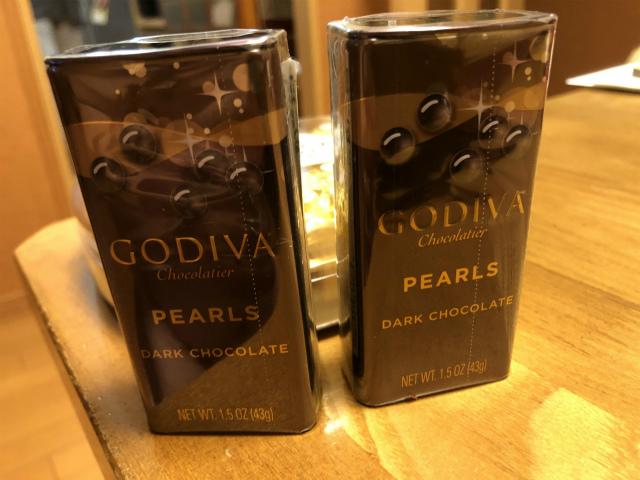 GODIVA
Chocolatier
PEARLS
DARK CHOCOLATE
NET WT. 1.5 OZ (43g)
GODIVA
Chocolatier
PEARLS
DARK CHOCOLATE
NET WT. 1.5 OZ (43g)